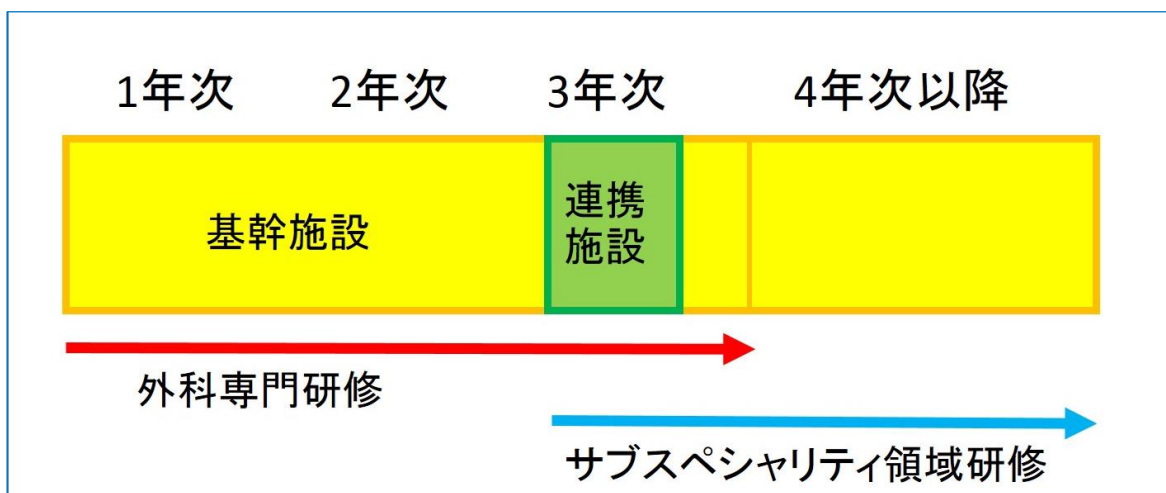 1年次 2年次 3年次 4年次以降
基幹施設
連携
施設
外科専門研修
サブスペシャリティ領域研修